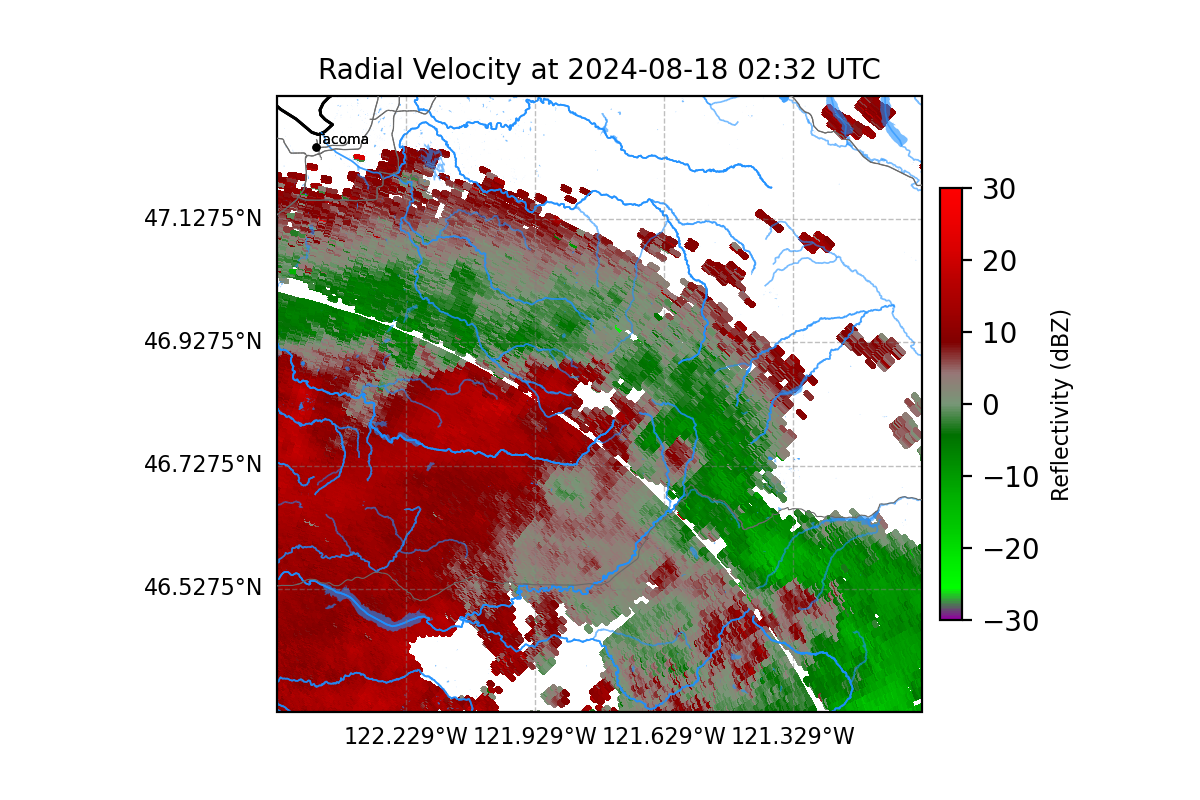 Radial Velocity at 2024-08-18 02:32 UTC
Tacoma
47.1275°N
46.9275°N
46.7275°N
46.5275°N
122.229°W 121.929°W 121.629°W 121.329°W
30
20
10
0
−10
−20
−30
Reflectivity (dBZ)